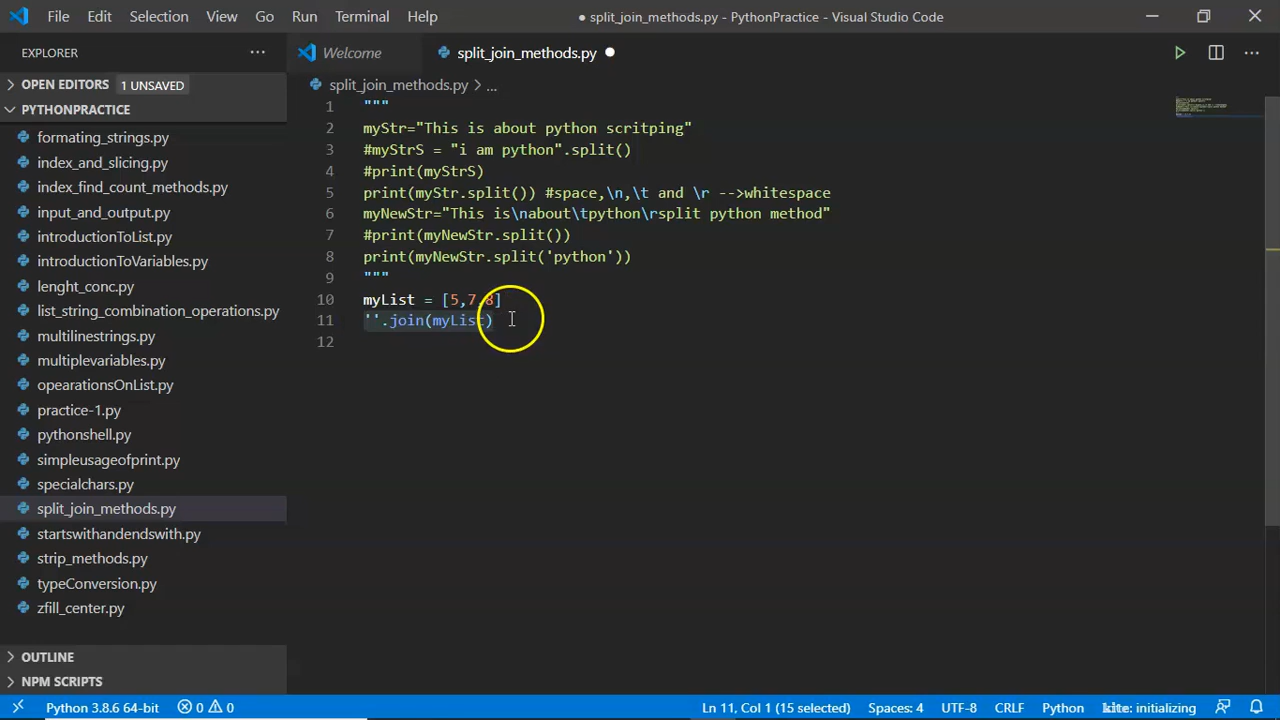 File Edit Selection View Go Run Terminal Help ● split_join_methods.py - PythonPractice - Visual Studio Code
EXPLORER ···
Welcome
split_join_methods.py ●
OPEN EDITORS 1 UNSAVED
split_join_methods.py > ...
PYTHONPRACTICE
formating_strings.py
index_and_slicing.py
index_find_count_methods.py
input_and_output.py
introductionToList.py
introductionToVariables.py
lenght_conc.py
list_string_combination_operations.py
multilinestrings.py
multiplevariables.py
opearationsOnList.py
practice-1.py
pythonshell.py
simpleusageofprint.py
specialchars.py
split_join_methods.py
startswithandendswith.py
strip_methods.py
typeConversion.py
zfill_center.py
OUTLINE
NPM SCRIPTS
1 """
2 myStr="This is about python scritping"
3 #myStrS = "i am python".split()
4 #print(myStrS)
5 print(myStr.split()) #space,\n,\t and \r -->whitespace
6 myNewStr="This is\nabout\tpython\rsplit python method"
7 #print(myNewStr.split())
8 print(myNewStr.split('python'))
9 """
10 myList = [5,7,8]
11 ''.join(myList)
12
Python 3.8.6 64-bit 0 0 Ln 11, Col 1 (15 selected) Spaces: 4 UTF-8 CRLF Python kite: initializing